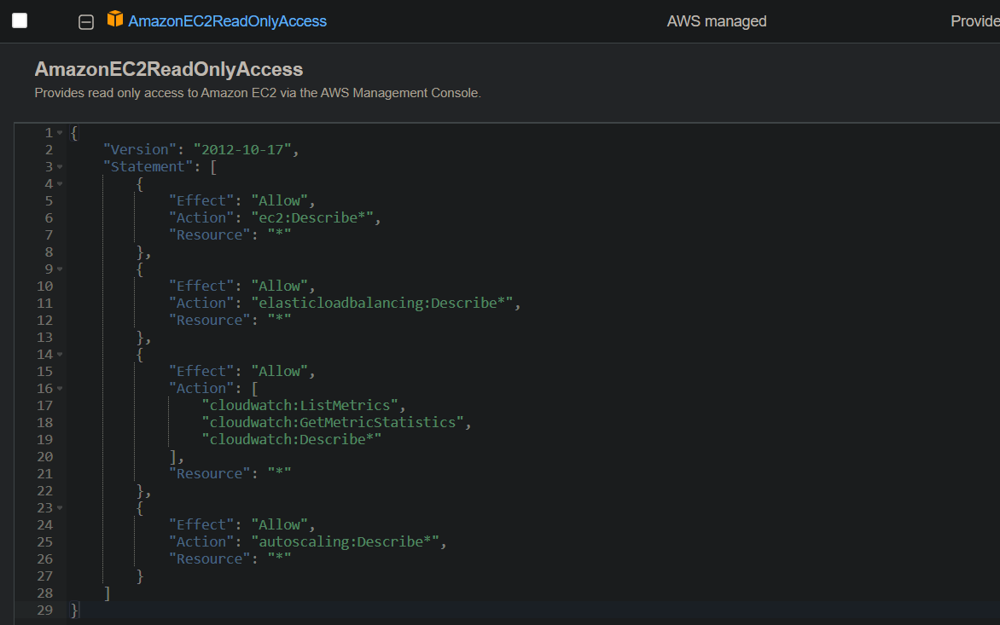 AmazonEC2ReadOnlyAccess AWS managed Provide
AmazonEC2ReadOnlyAccess
Provides read only access to Amazon EC2 via the AWS Management Console.
1 {
2     "Version": "2012-10-17",
3     "Statement": [
4         {
5             "Effect": "Allow",
6             "Action": "ec2:Describe*",
7             "Resource": "*"
8         },
9         {
10             "Effect": "Allow",
11             "Action": "elasticloadbalancing:Describe*",
12             "Resource": "*"
13         },
14         {
15             "Effect": "Allow",
16             "Action": [
17                 "cloudwatch:ListMetrics",
18                 "cloudwatch:GetMetricStatistics",
19                 "cloudwatch:Describe*"
20             ],
21             "Resource": "*"
22         },
23         {
24             "Effect": "Allow",
25             "Action": "autoscaling:Describe*",
26             "Resource": "*"
27         }
28     ]
29 }